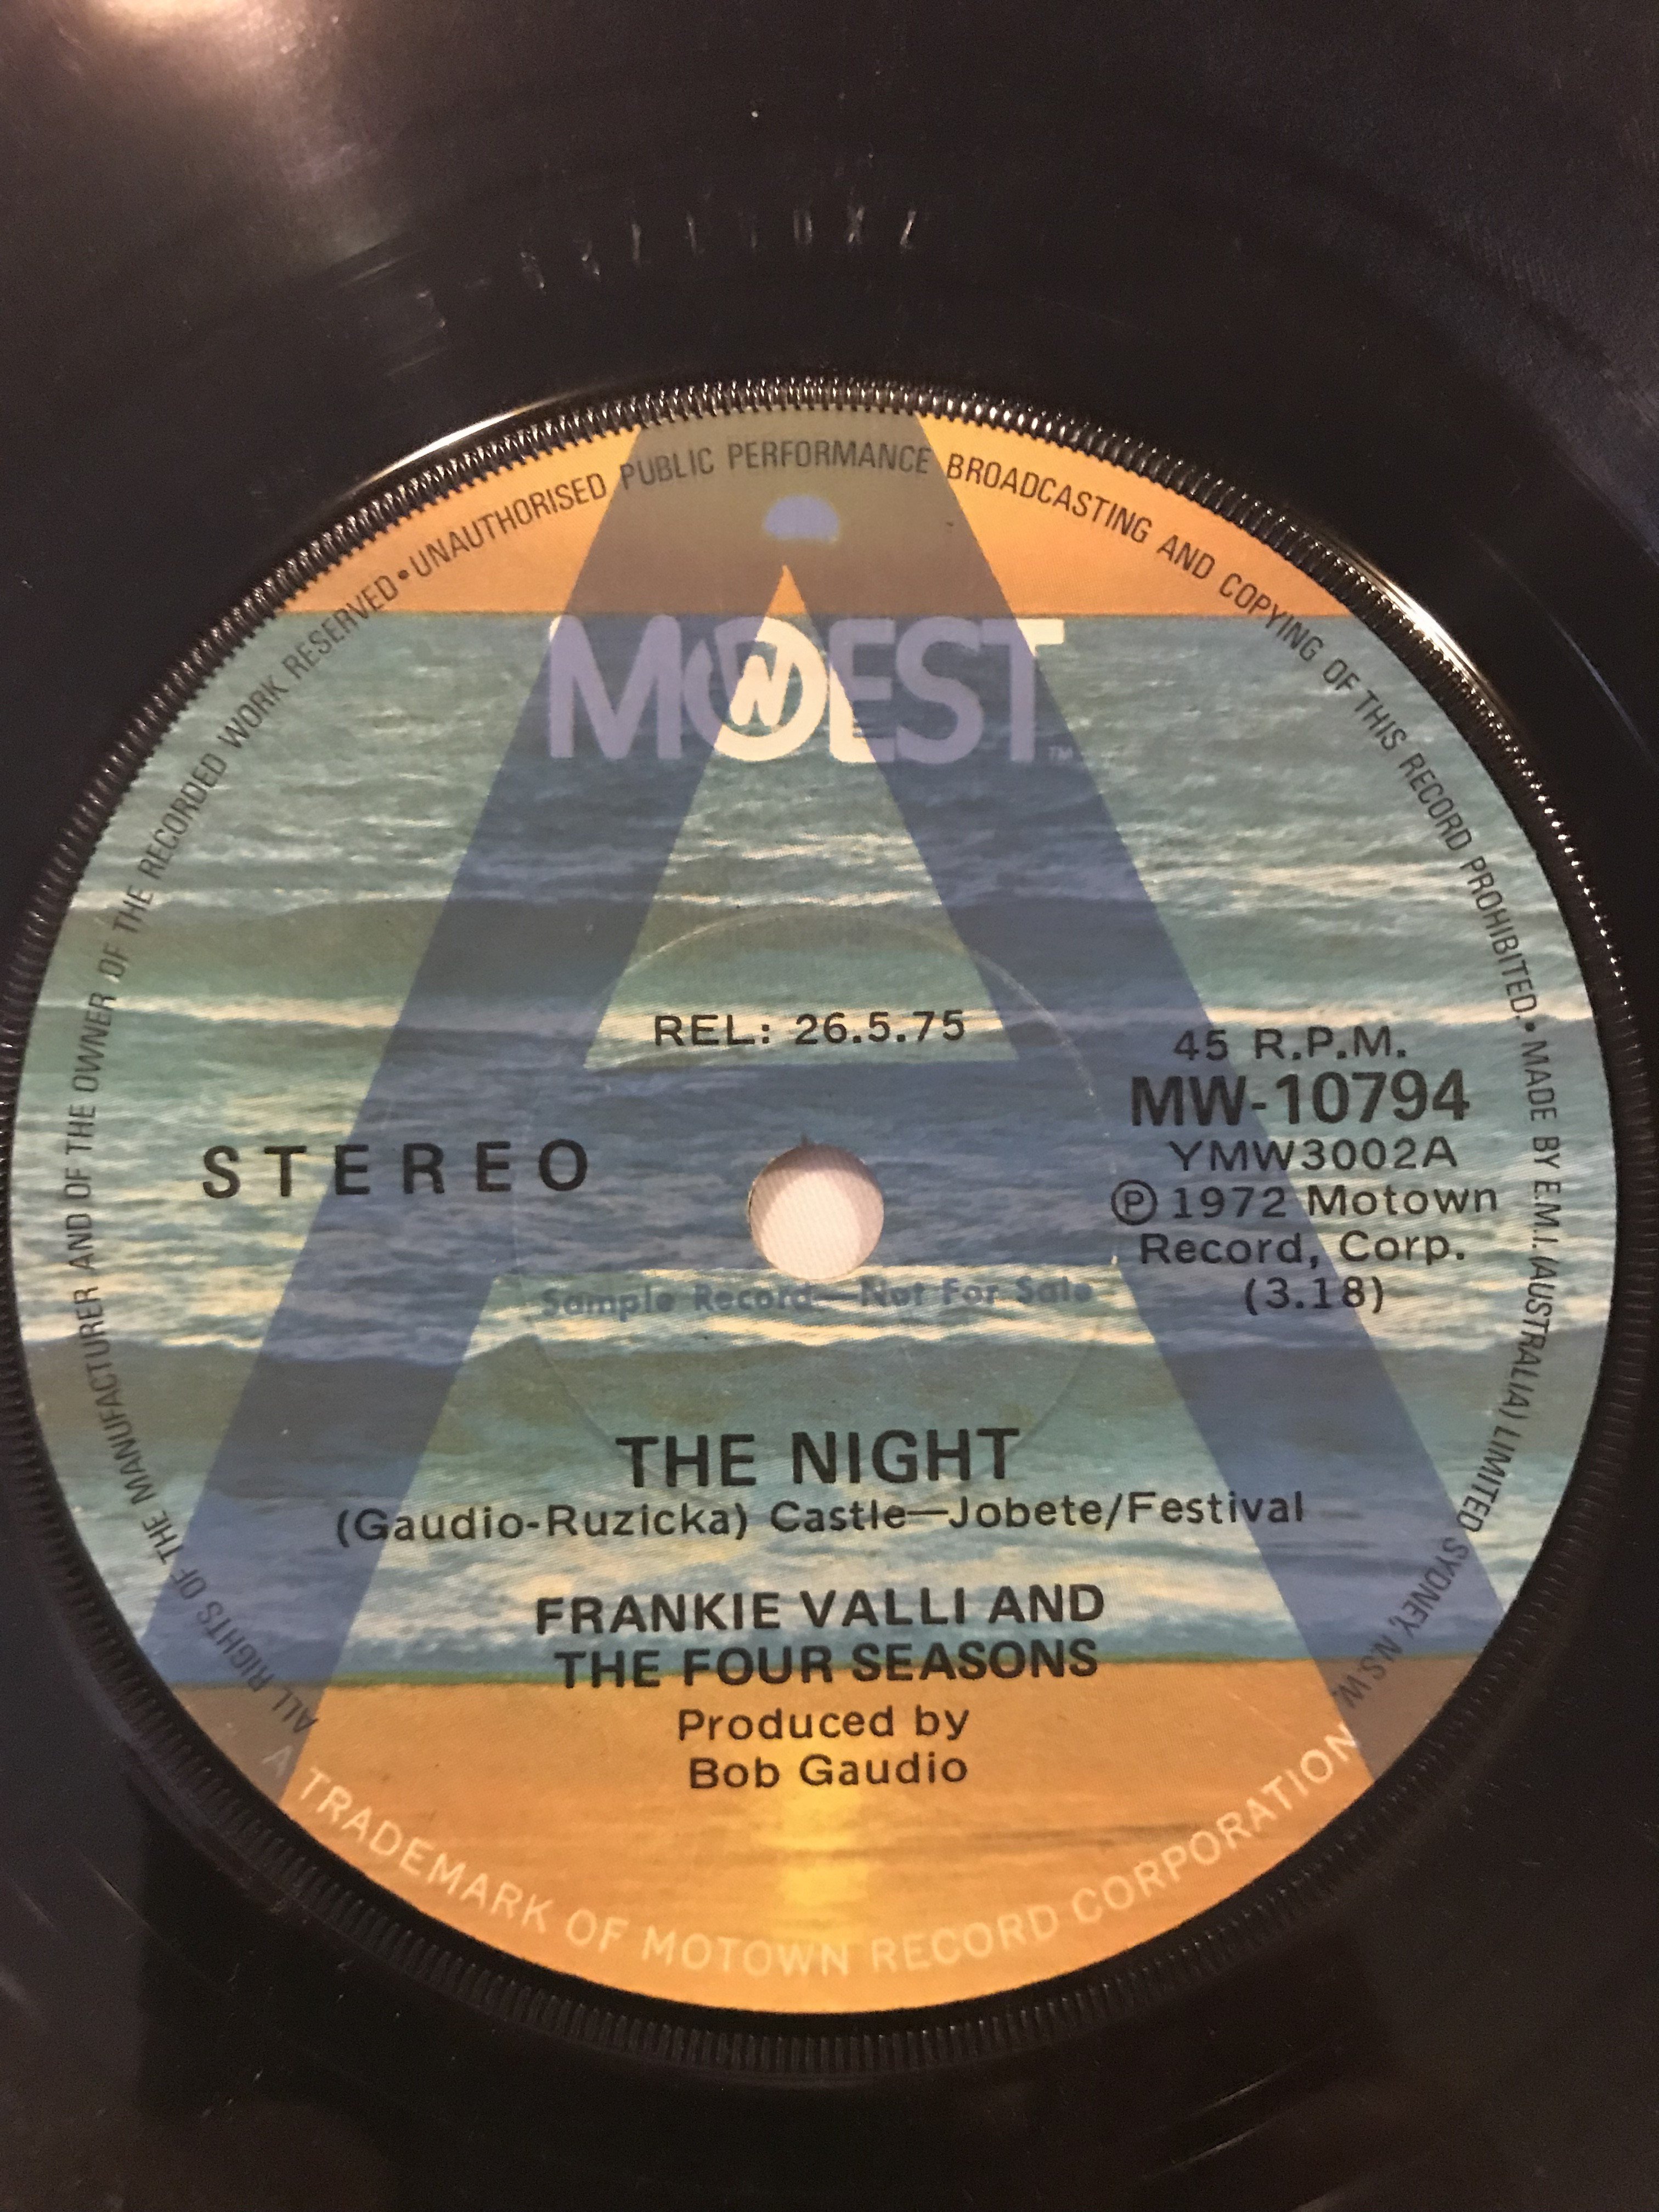 ALL RIGHTS OF THE MANUFACTURER AND OF THE OWNER OF THE RECORDED WORK RESERVED • UNAUTHORISED PUBLIC PERFORMANCE BROADCASTING AND COPYING OF THIS RECORD PROHIBITED. • MADE BY E.M.I. (AUSTRALIA) LIMITED SYDNEY, N.S.W.
A
MOWEST TM
REL: 26.5.75
STEREO
45 R.P.M.
MW-10794
YMW3002A
Ⓟ 1972 Motown
Record, Corp.
(3.18)
Sample Record—Not For Sale
THE NIGHT
(Gaudio-Ruzicka) Castle—Jobete/Festival
FRANKIE VALLI AND
THE FOUR SEASONS
Produced by
Bob Gaudio
A TRADEMARK OF MOTOWN RECORD CORPORATION